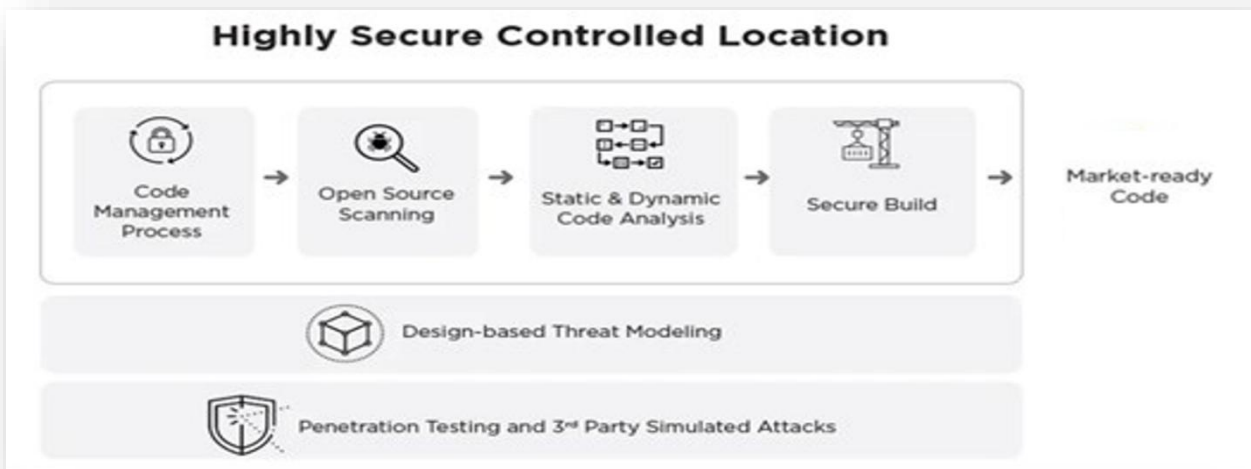 Highly Secure Controlled Location
Code
Management
Process
Open Source
Scanning
Static & Dynamic
Code Analysis
Secure Build
Market-ready
Code
Design-based Threat Modeling
Penetration Testing and 3rd Party Simulated Attacks